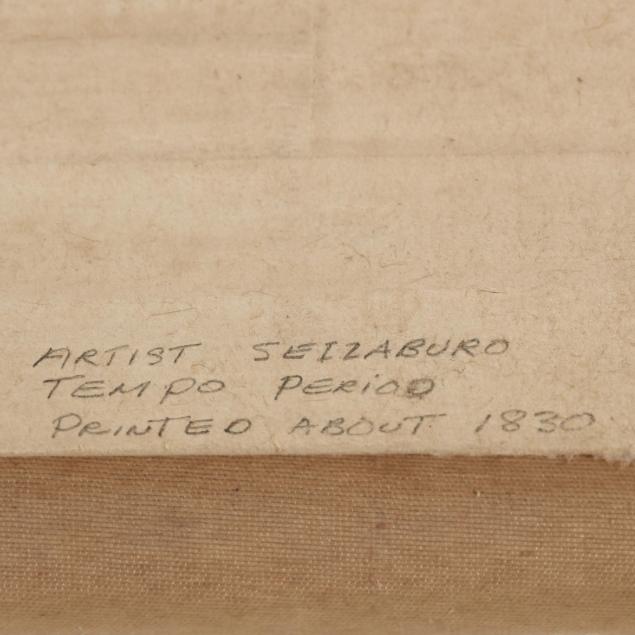 ARTIST SEIZABURO
TEMPO PERIOD
PRINTED ABOUT 1830